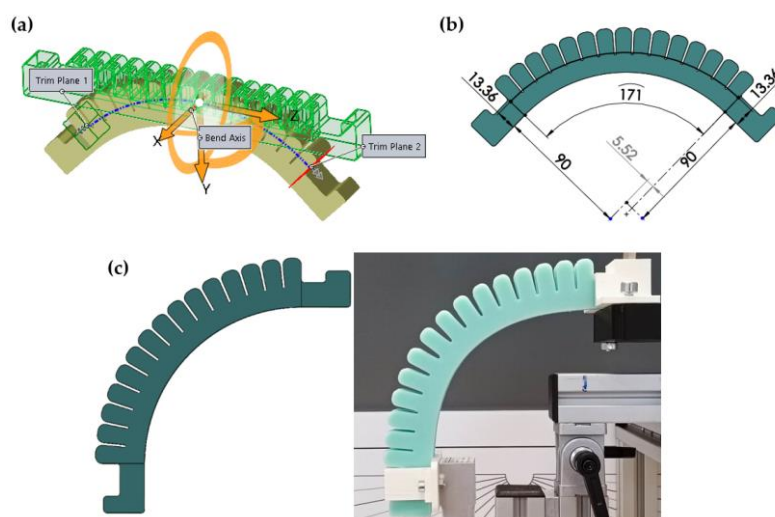 (a)
Trim Plane 1
Z
X
Bend Axis
Y
Trim Plane 2
(b)
13.36
171
13.36
5.52
90
90
(c)